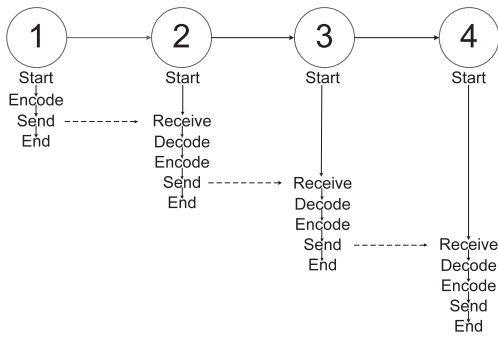 1 2 3 4
Start Start Start Start
Encode
Send Receive
End Decode
Encode
Send Receive
End Decode
Encode
Send Receive
End Decode
Encode
Send
End